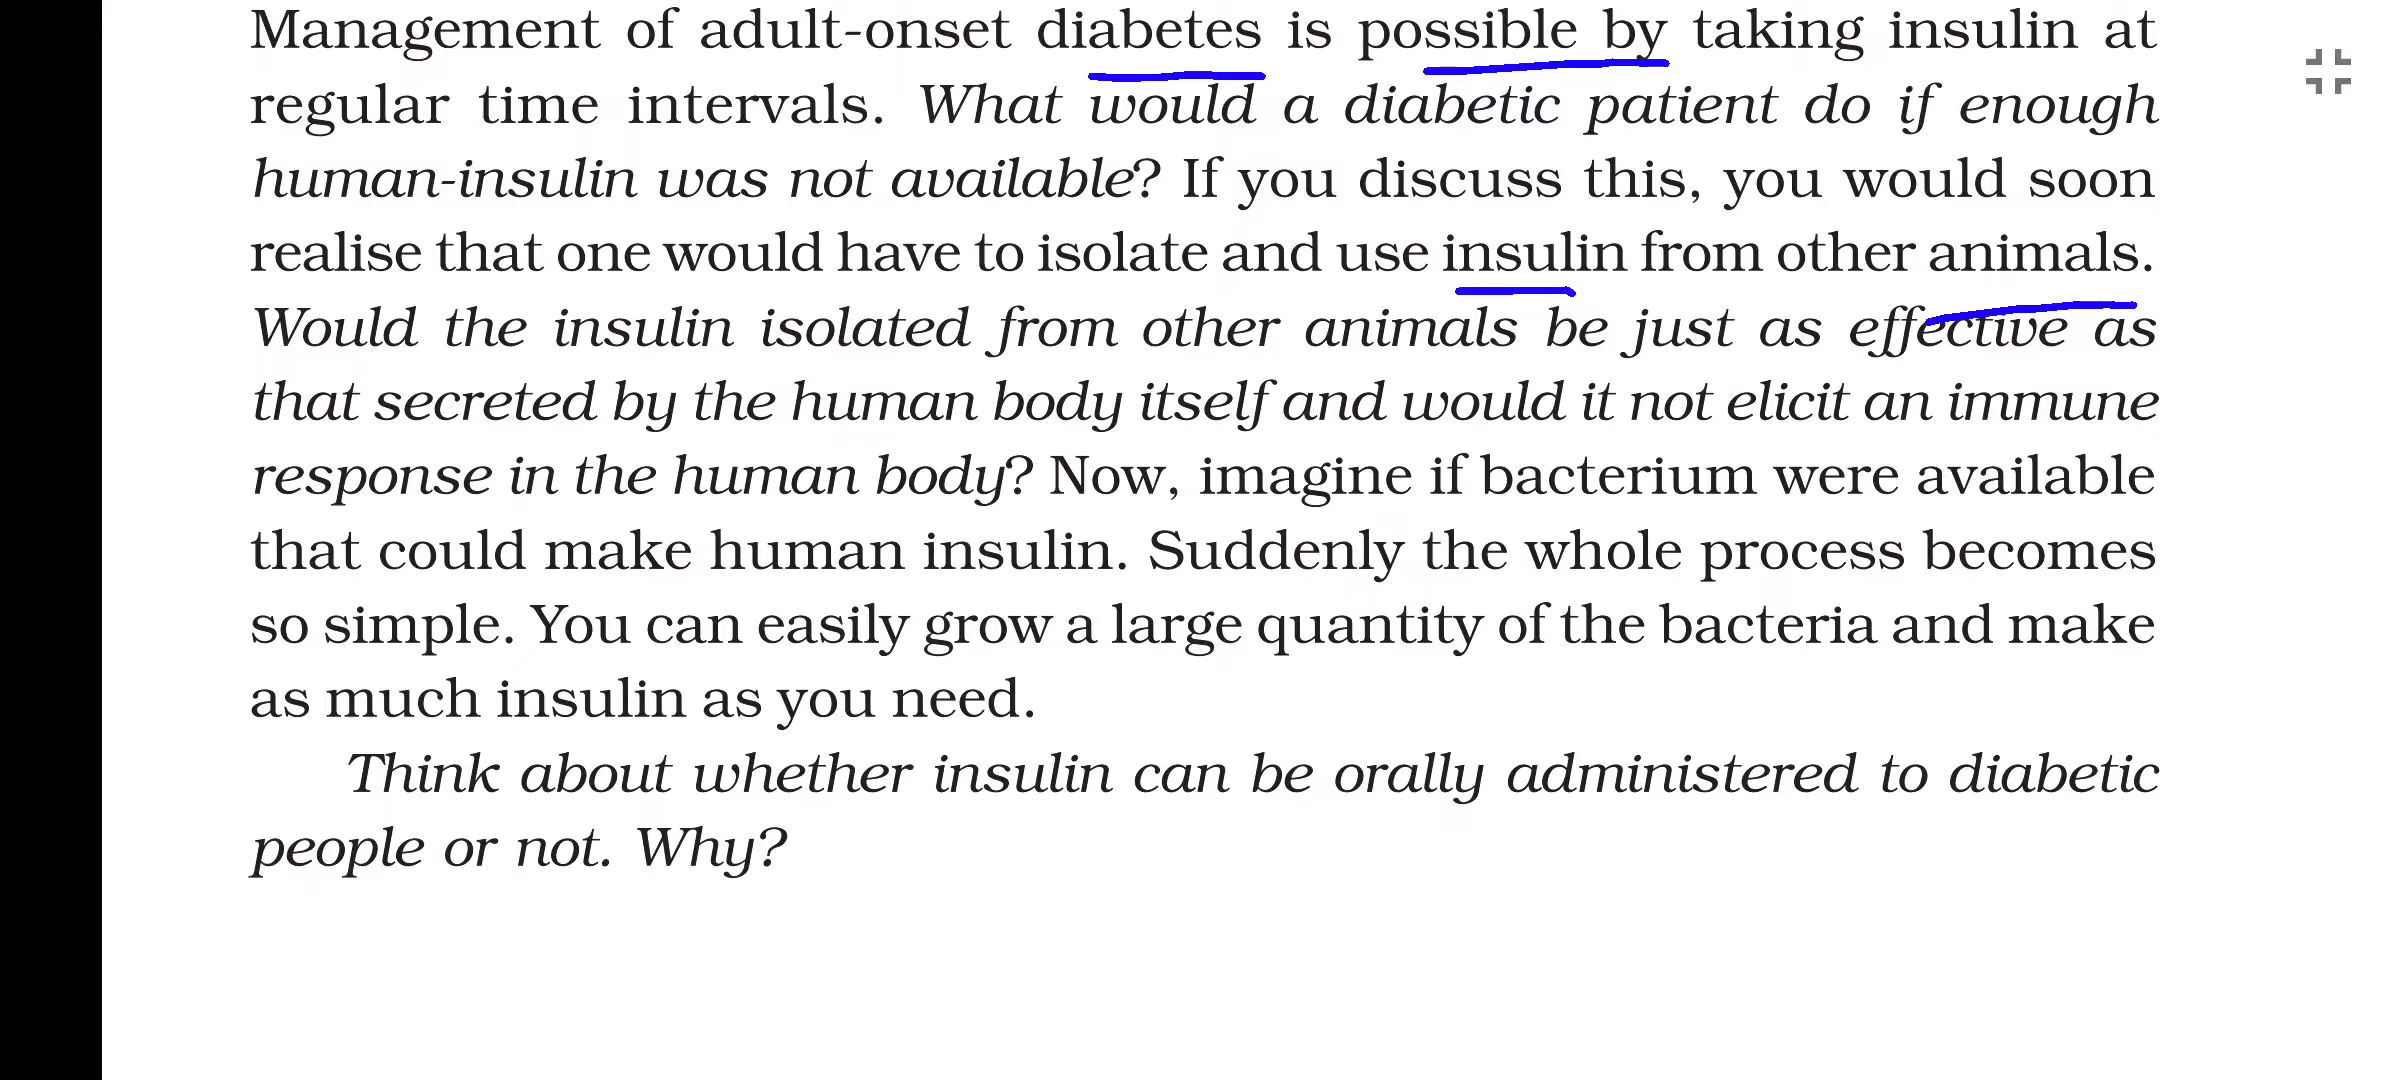 Management of adult-onset diabetes is possible by taking insulin at
regular time intervals. What would a diabetic patient do if enough
human-insulin was not available? If you discuss this, you would soon
realise that one would have to isolate and use insulin from other animals.
Would the insulin isolated from other animals be just as effective as
that secreted by the human body itself and would it not elicit an immune
response in the human body? Now, imagine if bacterium were available
that could make human insulin. Suddenly the whole process becomes
so simple. You can easily grow a large quantity of the bacteria and make
as much insulin as you need.
Think about whether insulin can be orally administered to diabetic
people or not. Why?